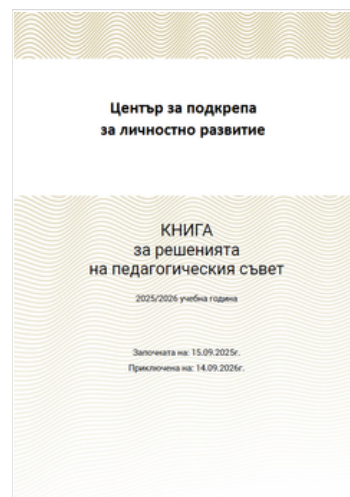 Център за подкрепа
за личностно развитие
КНИГА
за решенията
на педагогическия съвет
2025/2026 учебна година
Започната на: 15.09.2025г.
Приключена на: 14.09.2026г.